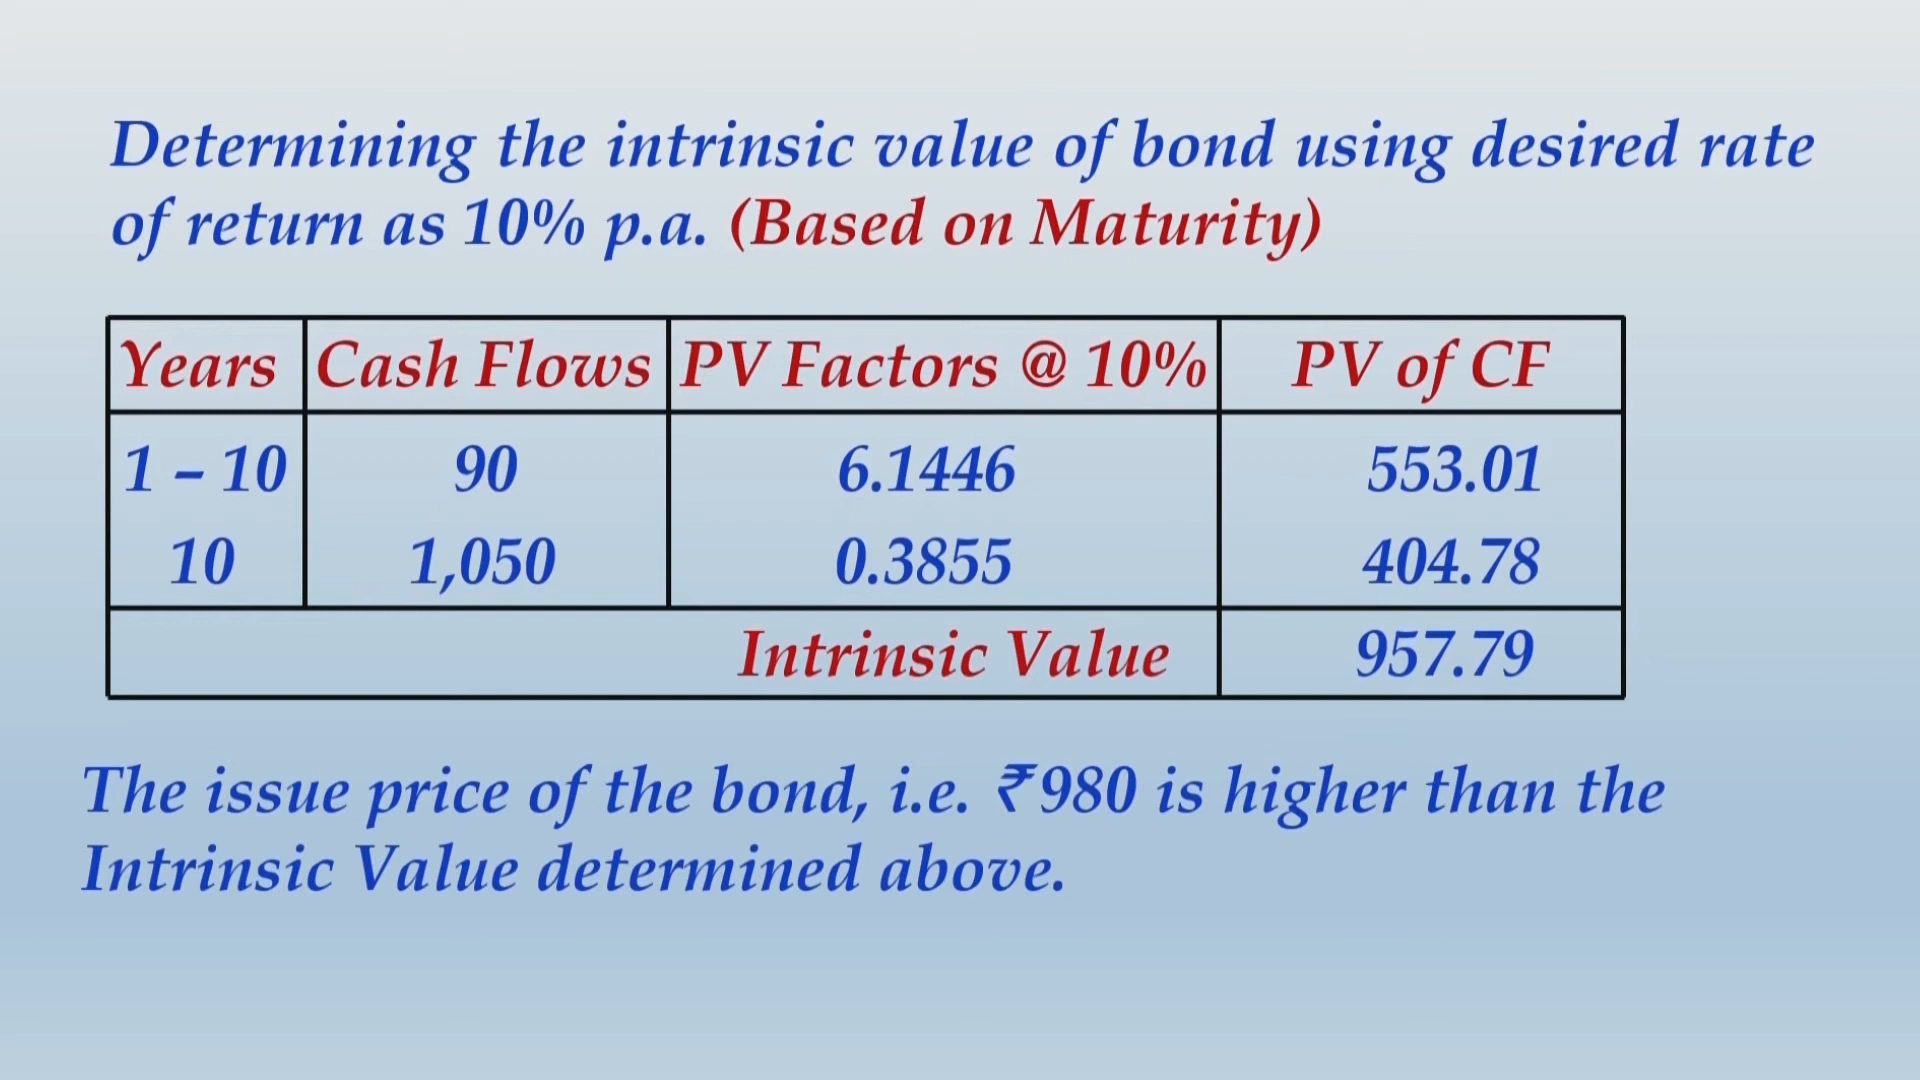 Determining the intrinsic value of bond using desired rate
of return as 10% p.a. (Based on Maturity)
Years Cash Flows PV Factors @ 10% PV of CF
1 – 10 90 6.1446 553.01
10 1,050 0.3855 404.78
Intrinsic Value 957.79
The issue price of the bond, i.e. ₹980 is higher than the
Intrinsic Value determined above.